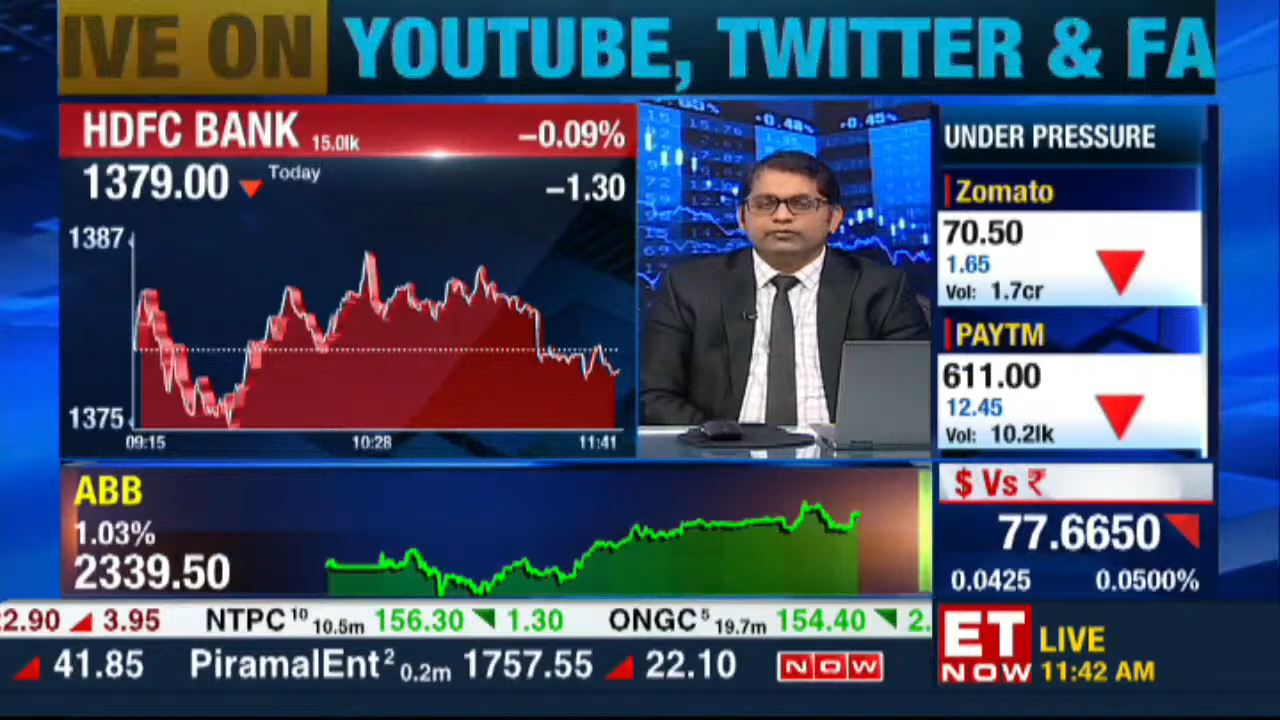 IVE ON YOUTUBE, TWITTER & FA
HDFC BANK 15.0lk -0.09%
1379.00 Today -1.30
1387
1375
09:15 10:28 11:41
-0.48 -0.45%
UNDER PRESSURE
Zomato
70.50
1.65
Vol: 1.7cr
PAYTM
611.00
12.45
Vol: 10.2lk
ABB
1.03%
2339.50
$ Vs ₹
77.6650
0.0425 0.0500%
2.90 3.95 NTPC 10 10.5m 156.30 1.30 ONGC 5 19.7m 154.40 2.
41.85 PiramalEnt 2 0.2m 1757.55 22.10 NOW
ET NOW
LIVE
11:42 AM